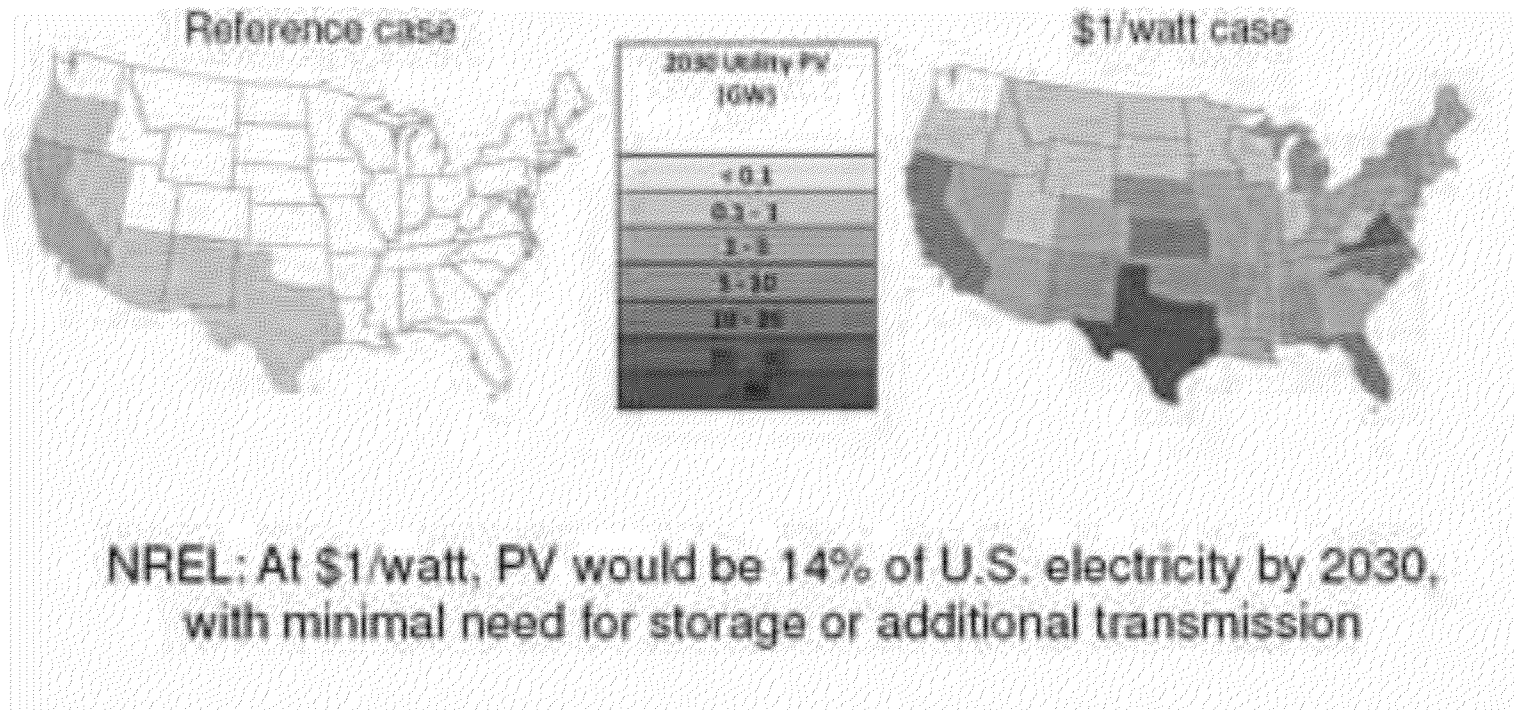 Reference case
$1/watt case
2030 Utility PV
(GW)
< 0.1
0.1 - 1
1 - 5
5 - 10
NREL: At $1/watt, PV would be 14% of U.S. electricity by 2030,
with minimal need for storage or additional transmission